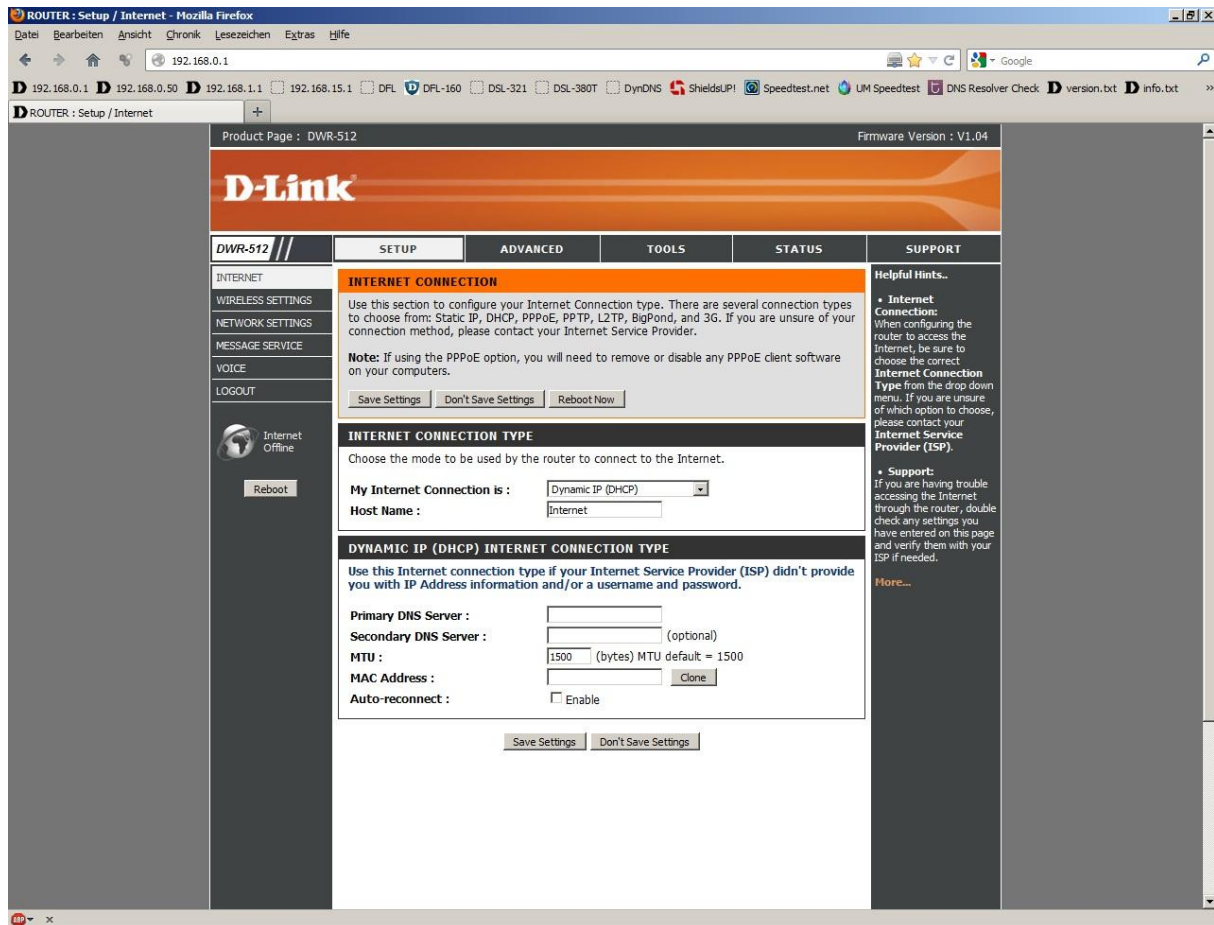 ROUTER : Setup / Internet - Mozilla Firefox
Datei Bearbeiten Ansicht Chronik Lesezeichen Extras Hilfe
192.168.0.1
Google
192.168.0.1 192.168.0.50 192.168.1.1 192.168.15.1 DFL DFL-160 DSL-321 DSL-380T DynDNS ShieldsUP! Speedtest.net UM Speedtest DNS Resolver Check version.txt info.txt »
ROUTER : Setup / Internet +
Product Page : DWR-512 Firmware Version : V1.04
D-Link
DWR-512 SETUP ADVANCED TOOLS STATUS SUPPORT
INTERNET
WIRELESS SETTINGS
NETWORK SETTINGS
MESSAGE SERVICE
VOICE
LOGOUT
Internet
Offline
Reboot
INTERNET CONNECTION
Use this section to configure your Internet Connection type. There are several connection types
to choose from: Static IP, DHCP, PPPoE, PPTP, L2TP, BigPond, and 3G. If you are unsure of your
connection method, please contact your Internet Service Provider.
Note: If using the PPPoE option, you will need to remove or disable any PPPoE client software
on your computers.
Save Settings Don't Save Settings Reboot Now
INTERNET CONNECTION TYPE
Choose the mode to be used by the router to connect to the Internet.
My Internet Connection is : Dynamic IP (DHCP)
Host Name : Internet
DYNAMIC IP (DHCP) INTERNET CONNECTION TYPE
Use this Internet connection type if your Internet Service Provider (ISP) didn't provide
you with IP Address information and/or a username and password.
Primary DNS Server :
Secondary DNS Server : (optional)
MTU : 1500 (bytes) MTU default = 1500
MAC Address : Clone
Auto-reconnect : Enable
Save Settings Don't Save Settings
Helpful Hints..
• Internet
Connection:
When configuring the
router to access the
Internet, be sure to
choose the correct
Internet Connection
Type from the drop down
menu. If you are unsure
of which option to choose,
please contact your
Internet Service
Provider (ISP).
• Support:
If you are having trouble
accessing the Internet
through the router, double
check any settings you
have entered on this page
and verify them with your
ISP if needed.
More...
ABP